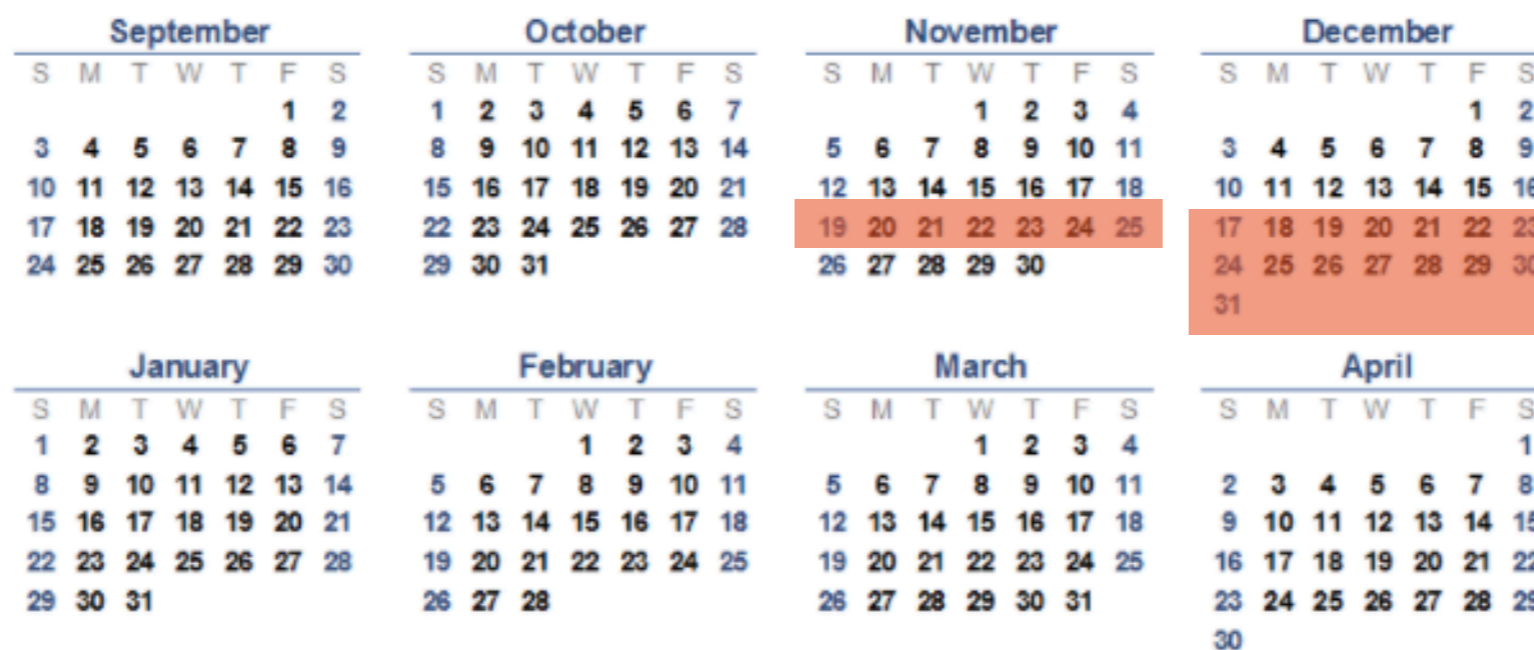 September October November December
S M T W T F S S M T W T F S S M T W T F S S M T W T F S
1 2 1 2 3 4 5 6 7 1 2 3 4 1 2
3 4 5 6 7 8 9 8 9 10 11 12 13 14 5 6 7 8 9 10 11 3 4 5 6 7 8 9
10 11 12 13 14 15 16 15 16 17 18 19 20 21 12 13 14 15 16 17 18 10 11 12 13 14 15 16
17 18 19 20 21 22 23 22 23 24 25 26 27 28 19 20 21 22 23 24 25 17 18 19 20 21 22 23
24 25 26 27 28 29 30 29 30 31 26 27 28 29 30 24 25 26 27 28 29 30
31
January February March April
S M T W T F S S M T W T F S S M T W T F S S M T W T F S
1 2 3 4 5 6 7 1 2 3 4 1 2 3 4 1
8 9 10 11 12 13 14 5 6 7 8 9 10 11 5 6 7 8 9 10 11 2 3 4 5 6 7 8
15 16 17 18 19 20 21 12 13 14 15 16 17 18 12 13 14 15 16 17 18 9 10 11 12 13 14 15
22 23 24 25 26 27 28 19 20 21 22 23 24 25 19 20 21 22 23 24 25 16 17 18 19 20 21 22
29 30 31 26 27 28 26 27 28 29 30 31 23 24 25 26 27 28 29
30